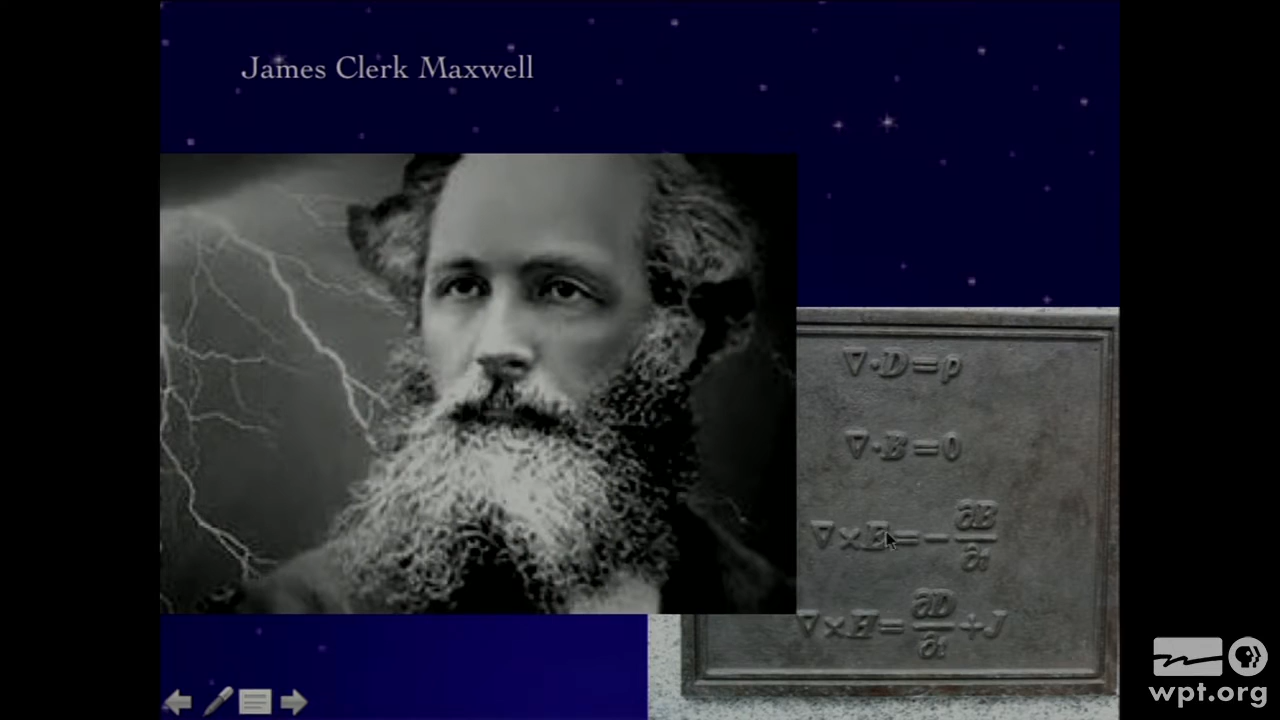 James Clerk Maxwell
∇·D=ρ
∇·B=0
∇×E=-∂B/∂t
∇×H=∂D/∂t+J
wpt.org